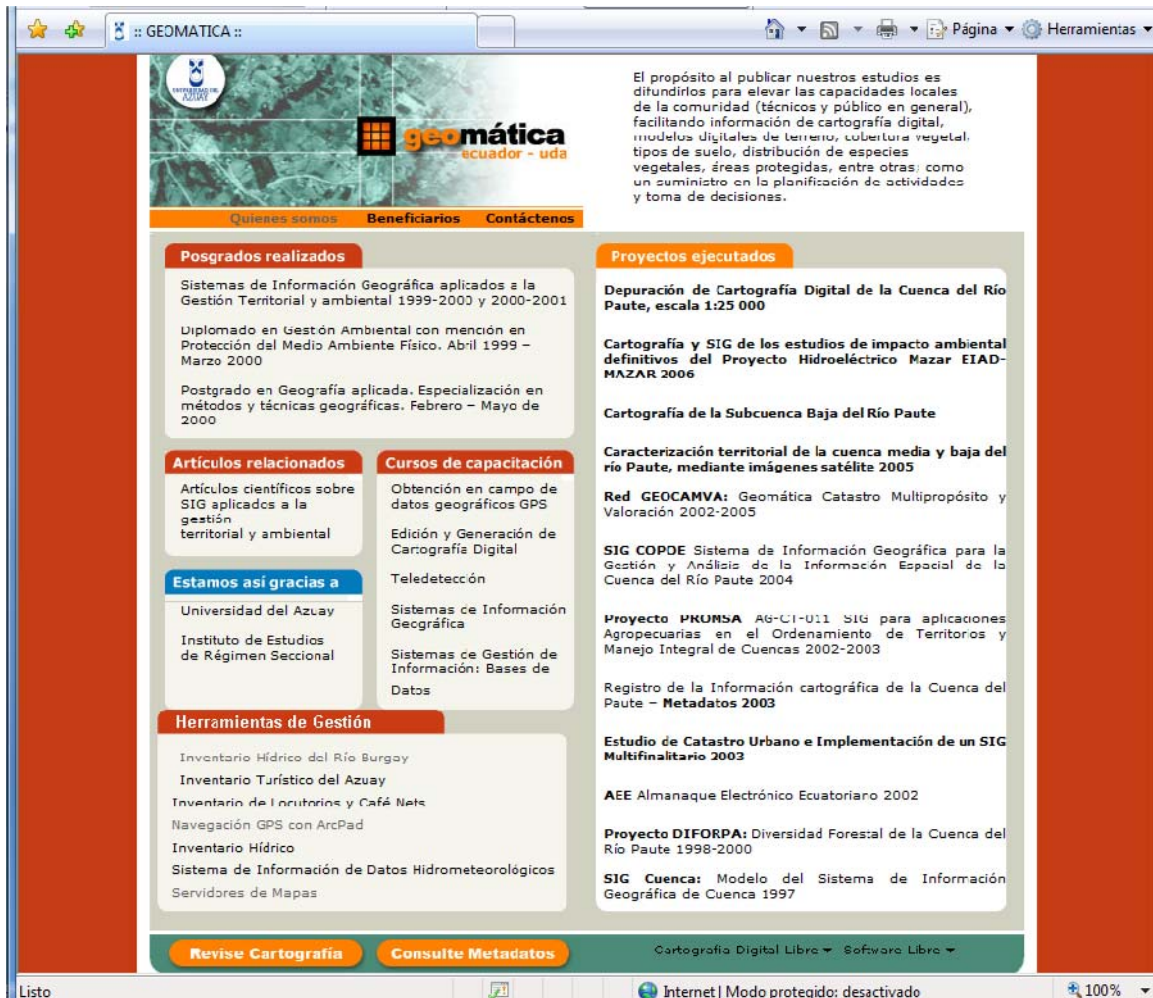 :: GEOMATICA ::
Página
Herramientas
UNIVERSIDAD DEL
AZUAY
geomática
ecuador - uda
El propósito al publicar nuestros estudios es
difundirlos para elevar las capacidades locales
de la comunidad (técnicos y público en general),
facilitando información de cartografía digital,
modelos digitales de terreno, cobertura vegetal,
tipos de suelo, distribución de especies
vegetales, áreas protegidas, entre otras; como
un suministro en la planificación de actividades
y toma de decisiones.
Quienes somos Beneficiarios Contáctenos
Posgrados realizados
Sistemas de Información Geográfica aplicados a la
Gestión Territorial y ambiental 1999-2000 y 2000-2001
Diplomado en Gestión Ambiental con mención en
Protección del Medio Ambiente Físico. Abril 1999 –
Marzo 2000
Postgrado en Geografía aplicada. Especialización en
métodos y técnicas geográficas. Febrero – Mayo de
2000
Artículos relacionados
Artículos científicos sobre
SIG aplicados a la
gestión
territorial y ambiental
Estamos así gracias a
Universidad del Azuay
Instituto de Estudios
de Régimen Seccional
Cursos de capacitación
Obtención en campo de
datos geográficos GPS
Edición y Generación de
Cartografía Digital
Teledetección
Sistemas de Información
Geográfica
Sistemas de Gestión de
Información: Bases de
Datos
Herramientas de Gestión
Inventario Hídrico del Río Burgay
Inventario Turístico del Azuay
Inventario de Locutorios y Café Nets
Navegación GPS con ArcPad
Inventario Hídrico
Sistema de Información de Datos Hidrometeorológicos
Servidores de Mapas
Proyectos ejecutados
Depuración de Cartografía Digital de la Cuenca del Río
Paute, escala 1:25 000
Cartografía y SIG de los estudios de impacto ambiental
definitivos del Proyecto Hidroeléctrico Mazar EIAD-
MAZAR 2006
Cartografía de la Subcuenca Baja del Río Paute
Caracterización territorial de la cuenca media y baja del
río Paute, mediante imágenes satélite 2005
Red GEOCAMVA: Geomática Catastro Multipropósito y
Valoración 2002-2005
SIG COPDE Sistema de Información Geográfica para la
Gestión y Análisis de la Información Espacial de la
Cuenca del Río Paute 2004
Proyecto PROMSA AG-CT-011 SIG para aplicaciones
Agropecuarias en el Ordenamiento de Territorios y
Manejo Integral de Cuencas 2002-2003
Registro de la Información cartográfica de la Cuenca del
Paute – Metadatos 2003
Estudio de Catastro Urbano e Implementación de un SIG
Multifinalitario 2003
AEE Almanaque Electrónico Ecuatoriano 2002
Proyecto DIFORPA: Diversidad Forestal de la Cuenca del
Río Paute 1998-2000
SIG Cuenca: Modelo del Sistema de Información
Geográfica de Cuenca 1997
Revise Cartografía
Consulte Metadatos
Cartografia Digital Libre
Software Libre
Listo
Internet | Modo protegido: desactivado
100%